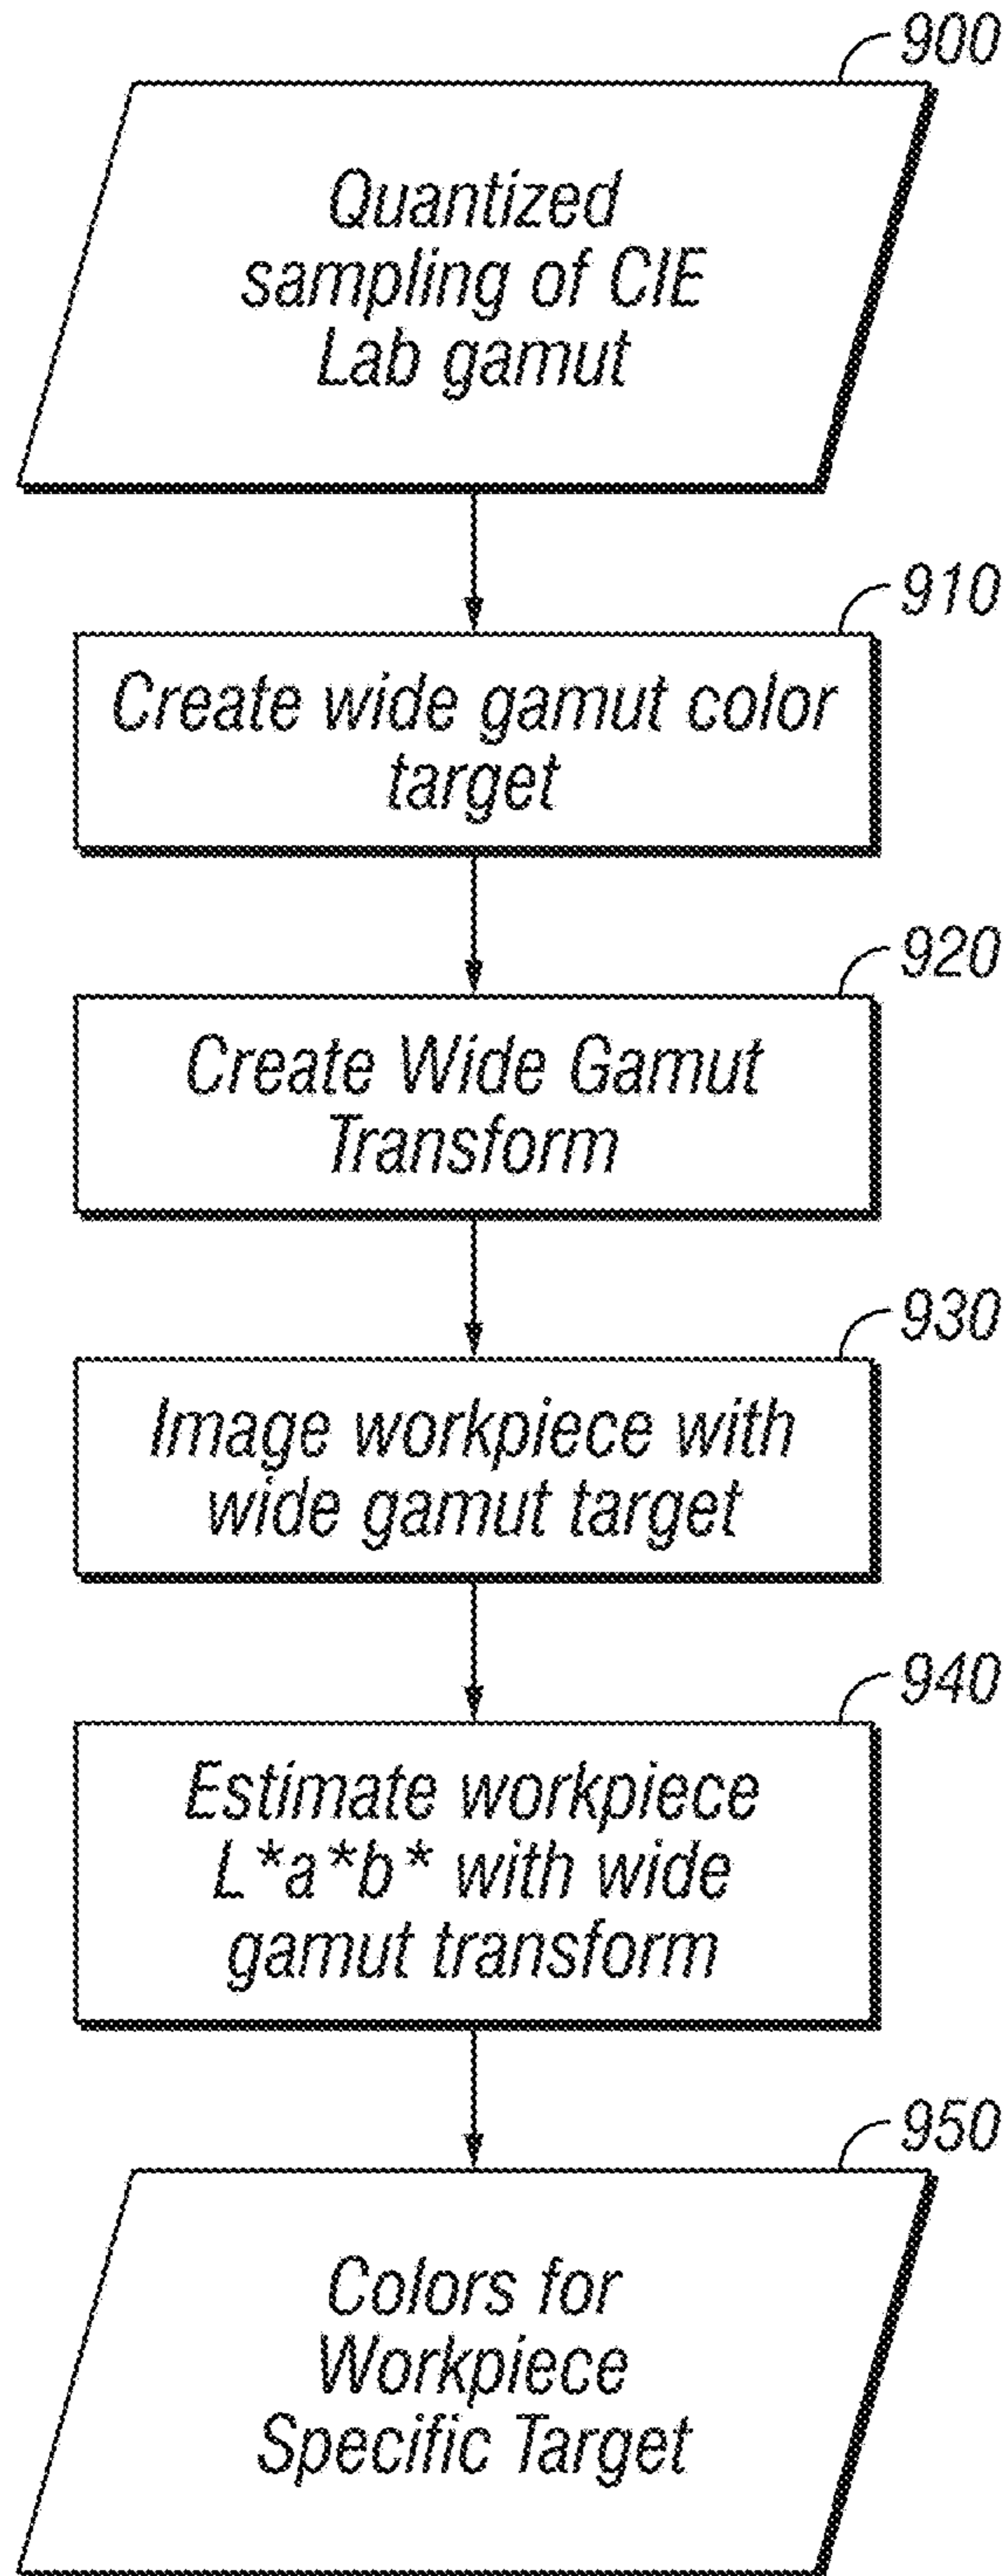 900
Quantized
sampling of CIE
Lab gamut
910
Create wide gamut color
target
920
Create Wide Gamut
Transform
930
Image workpiece with
wide gamut target
940
Estimate workpiece
L*a*b* with wide
gamut transform
950
Colors for
Workpiece
Specific Target